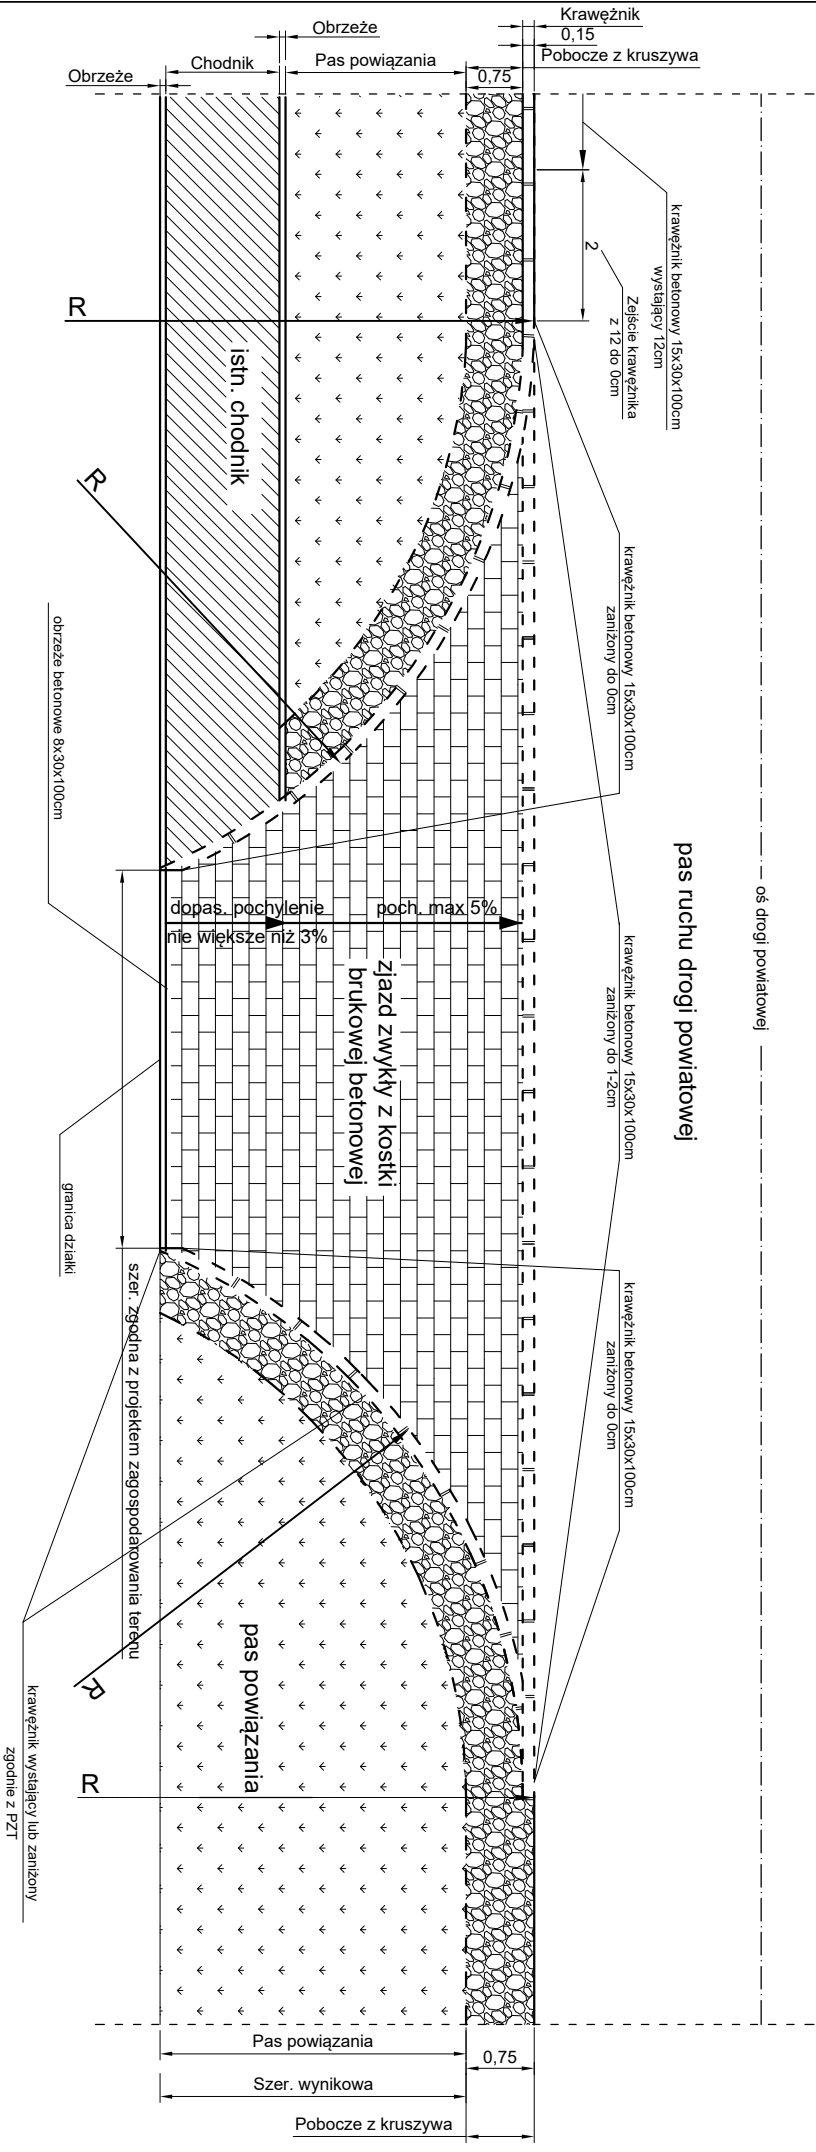 Krawężnik
0,15
Obrzeże
Pobocze z kruszywa
Chodnik
Pas powiązania
0,75
Obrzeże
krawężnik betonowy 15x30x100cm
wystający 12cm
2
Zejście krawężnika
z 12 do 0cm
R
istn. chodnik
R
krawężnik betonowy 15x30x100cm
zaniżony do 0cm
obrzeże betonowe 8x30x100cm
pas ruchu drogi powiatowej
oś drogi powiatowej
dopas. pochylenie
nie większe niż 3%
poch. max 5%
zjazd zwykły z kostki
brukowej betonowej
krawężnik betonowy 15x30x100cm
zaniżony do 1-2cm
granica działki
szer. zgodna z projektem zagospodarowania terenu
krawężnik betonowy 15x30x100cm
zaniżony do 0cm
R
pas powiązania
krawężnik wystający lub zaniżony
zgodnie z PZT
R
Pas powiązania
0,75
Szer. wynikowa
Pobocze z kruszywa